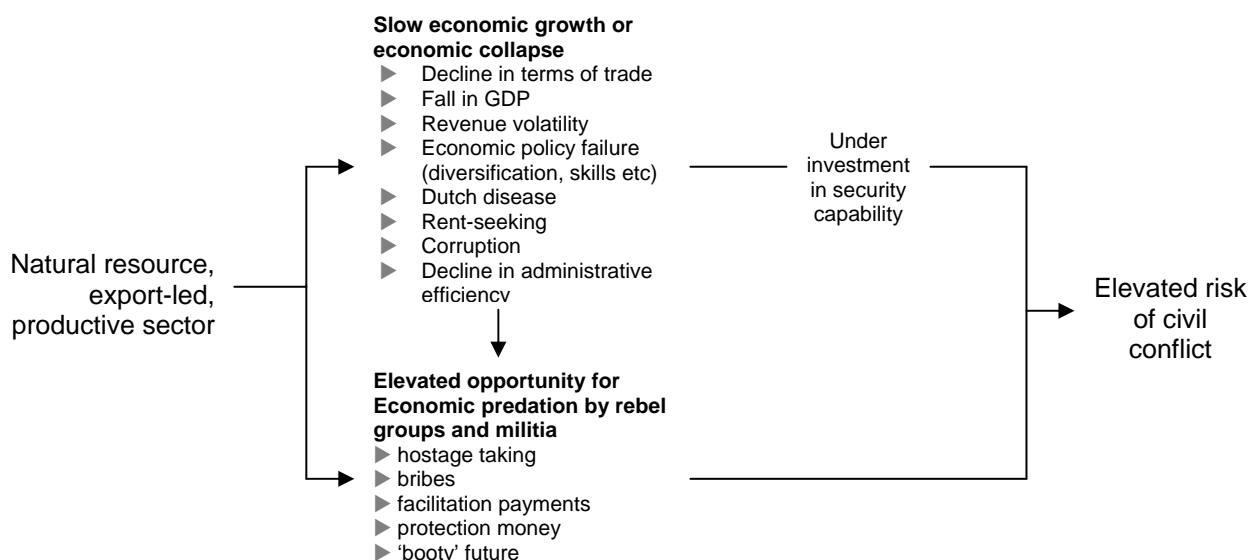 Slow economic growth or
economic collapse
Decline in terms of trade
Fall in GDP
Revenue volatility
Economic policy failure
(diversification, skills etc)
Dutch disease
Rent-seeking
Corruption
Decline in administrative
efficiency
Under
investment
in security
capability
Natural resource,
export-led,
productive sector
Elevated risk
of civil
conflict
Elevated opportunity for
Economic predation by rebel
groups and militia
hostage taking
bribes
facilitation payments
protection money
‘booty’ future